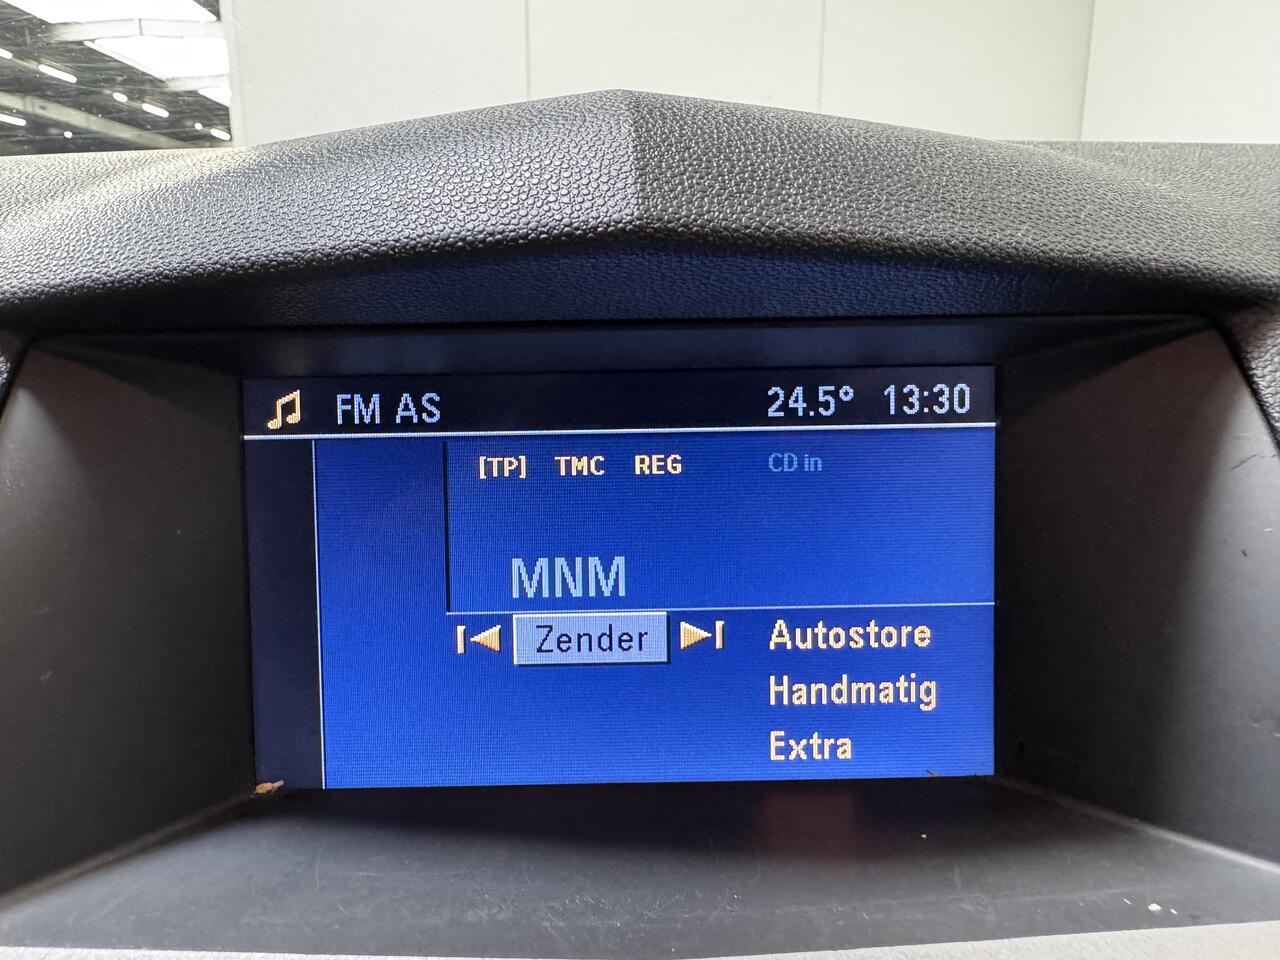 FM AS 24.5° 13:30
[TP] TMC REG CD in
MNM
Zender Autostore
Handmatig
Extra